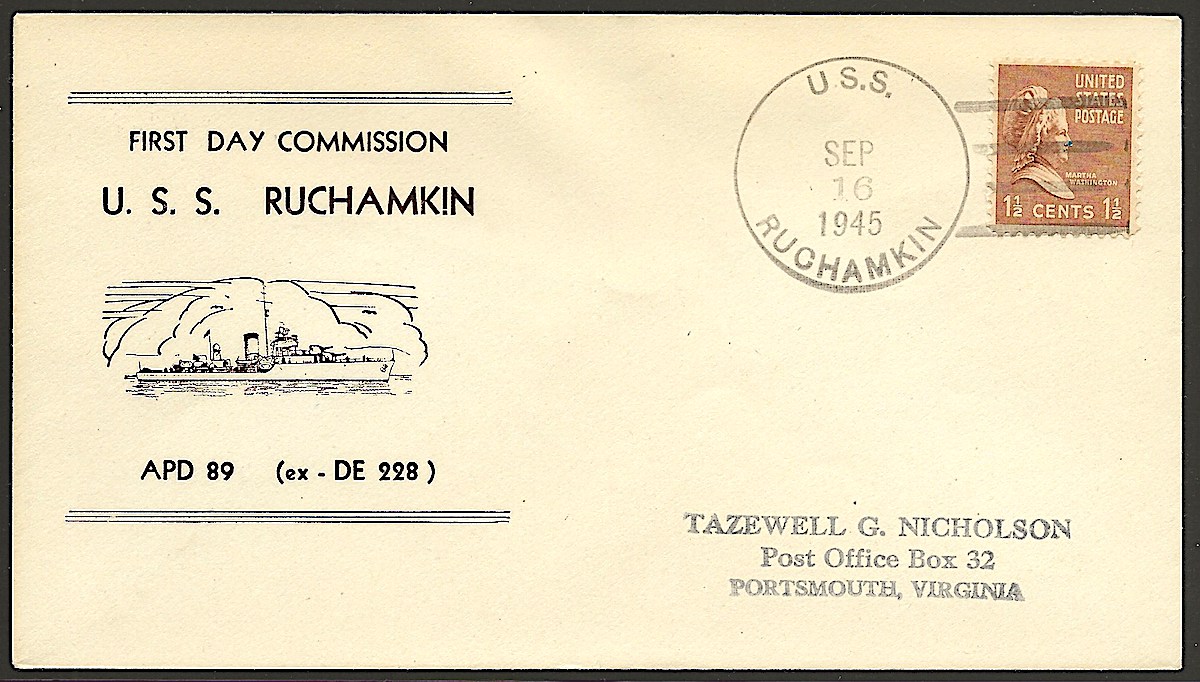 FIRST DAY COMMISSION
U. S. S. RUCHAMKIN
APD 89 (ex - DE 228 )
U.S.S.
SEP
16
1945
RUCHAMKIN
UNITED
STATES
POSTAGE
MARTHA
WASHINGTON
1½ CENTS 1½
TAZEWELL G. NICHOLSON
Post Office Box 32
PORTSMOUTH, VIRGINIA